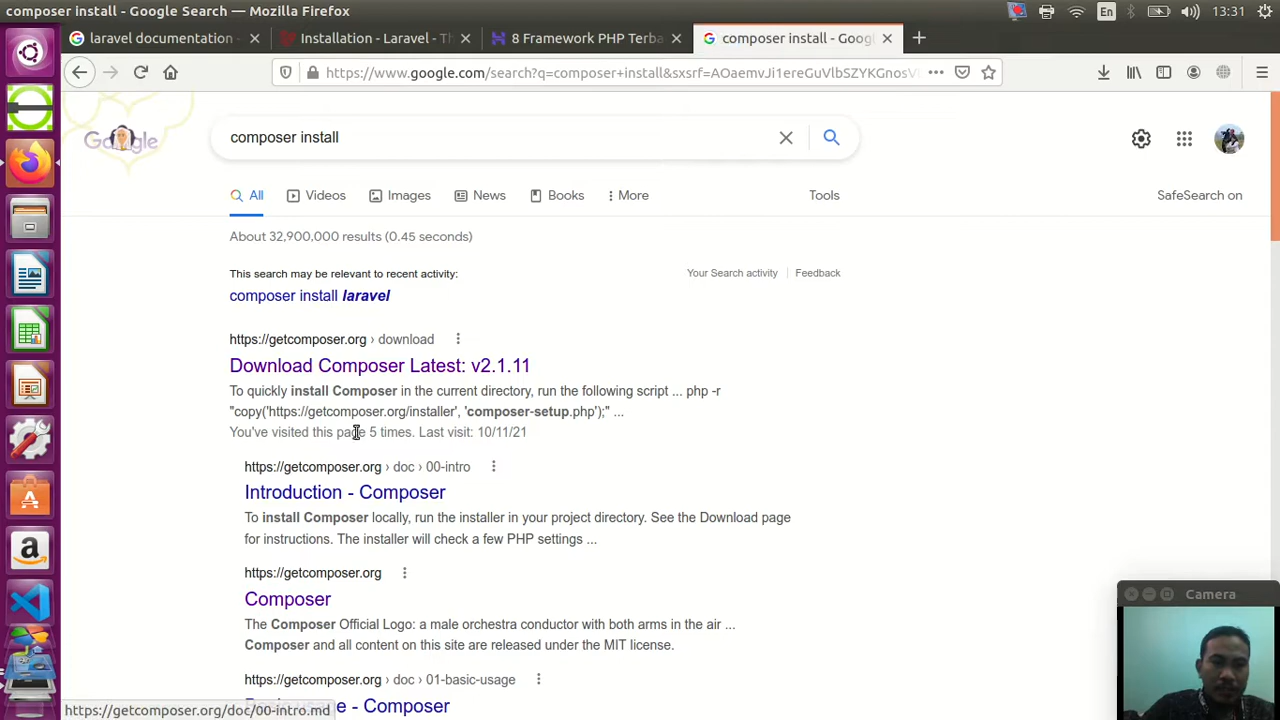 composer install - Google Search - Mozilla Firefox
En
13:31
laravel documentation -
Installation - Laravel - Th
8 Framework PHP Terba
composer install - Goog
https://www.google.com/search?q=composer+install&sxsrf=
composer install
All
Videos
Images
News
Books
More
Tools
SafeSearch on
About 32,900,000 results (0.45 seconds)
This search may be relevant to recent activity:
Your Search activity
Feedback
composer install laravel
https://getcomposer.org › download
Download Composer Latest: v2.1.11
To quickly install Composer in the current directory, run the following script ... php -r
"copy('https://getcomposer.org/installer', 'composer-setup.php');" ...
You've visited this page 5 times. Last visit: 10/11/21
https://getcomposer.org › doc › 00-intro
Introduction - Composer
To install Composer locally, run the installer in your project directory. See the Download page
for instructions. The installer will check a few PHP settings ...
https://getcomposer.org
Composer
The Composer Official Logo: a male orchestra conductor with both arms in the air ...
Composer and all content on this site are released under the MIT license.
https://getcomposer.org › doc › 01-basic-usage
usage - Composer
https://getcomposer.org/doc/00-intro.md
Camera